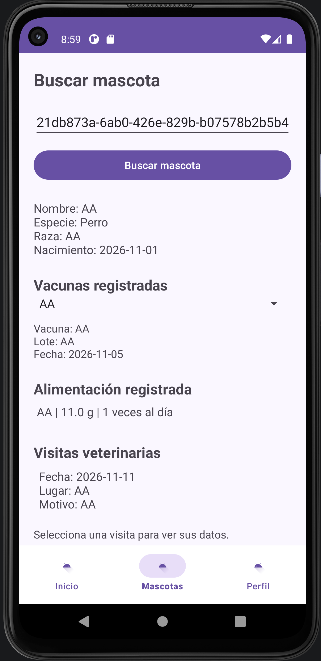 8:59
Buscar mascota
21db873a-6ab0-426e-829b-b07578b2b5b4
Buscar mascota
Nombre: AA
Especie: Perro
Raza: AA
Nacimiento: 2026-11-01
Vacunas registradas
AA
Vacuna: AA
Lote: AA
Fecha: 2026-11-05
Alimentación registrada
AA | 11.0 g | 1 veces al día
Visitas veterinarias
Fecha: 2026-11-11
Lugar: AA
Motivo: AA
Selecciona una visita para ver sus datos.
Inicio Mascotas Perfil